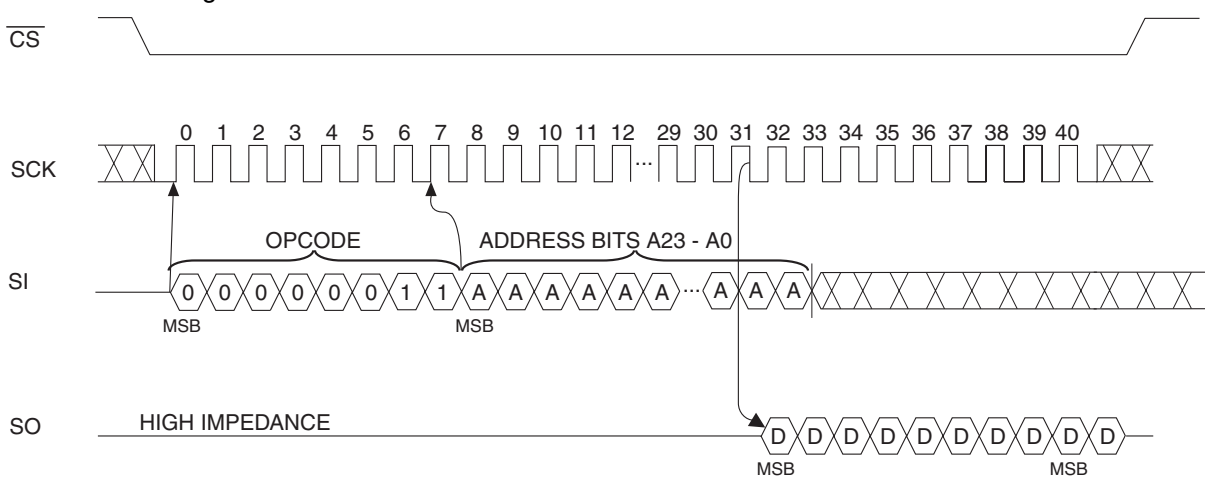 CS
0 1 2 3 4 5 6 7 8 9 10 11 12 29 30 31 32 33 34 35 36 37 38 39 40
SCK ...
OPCODE ADDRESS BITS A23 - A0
SI 0 0 0 0 0 0 1 1 A A A A A A ... A A A
MSB MSB
SO HIGH IMPEDANCE D D D D D D D D D D
MSB MSB